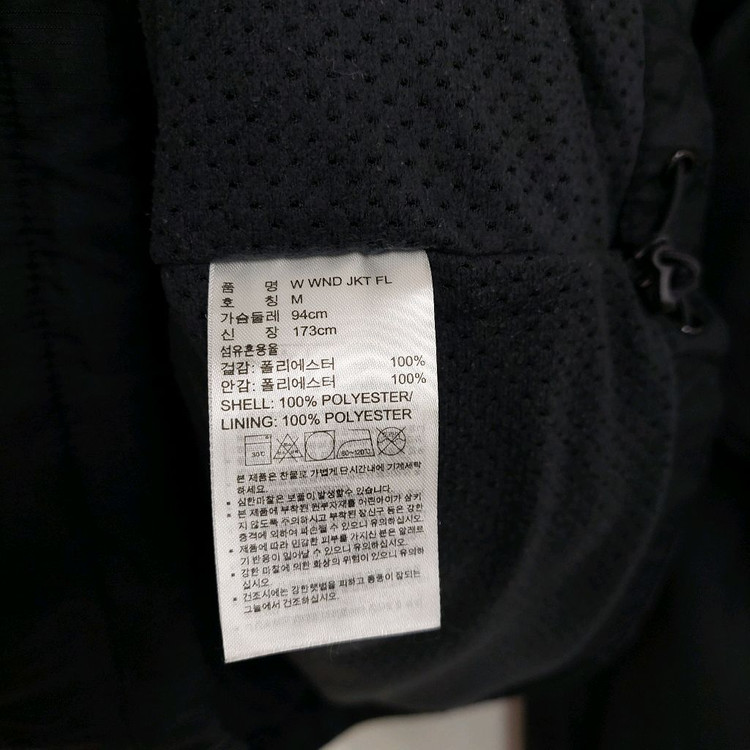 품 명 W WND JKT FL
호 칭 M
가슴둘레 94cm
신 장 173cm
섬유혼용율
겉감: 폴리에스터 100%
안감: 폴리에스터 100%
SHELL: 100% POLYESTER/
LINING: 100% POLYESTER
30℃ 80~120℃
본 제품은 찬물로 가볍게 단시간내에 기계세탁
하세요.
• 심한마찰은 보풀이 발생할수 있습니다.
• 본 제품에 부착된 원부자재를 어린아이가 삼키
지 않도록 주의하시고 부착된 장신구 등은 강한
충격에 의하여 파손될 수 있으니 유의하십시오.
• 제품에 따라 민감한 피부를 가지신 분은 알레르
기 반응이 일어날 수 있으니 유의하십시오.
• 강한 마찰에 의한 화상의 위험이 있으니 유의하
십시오.
• 건조시에는 강한햇볕을 피하고 통풍이 잘되는
그늘에서 건조하십시오.